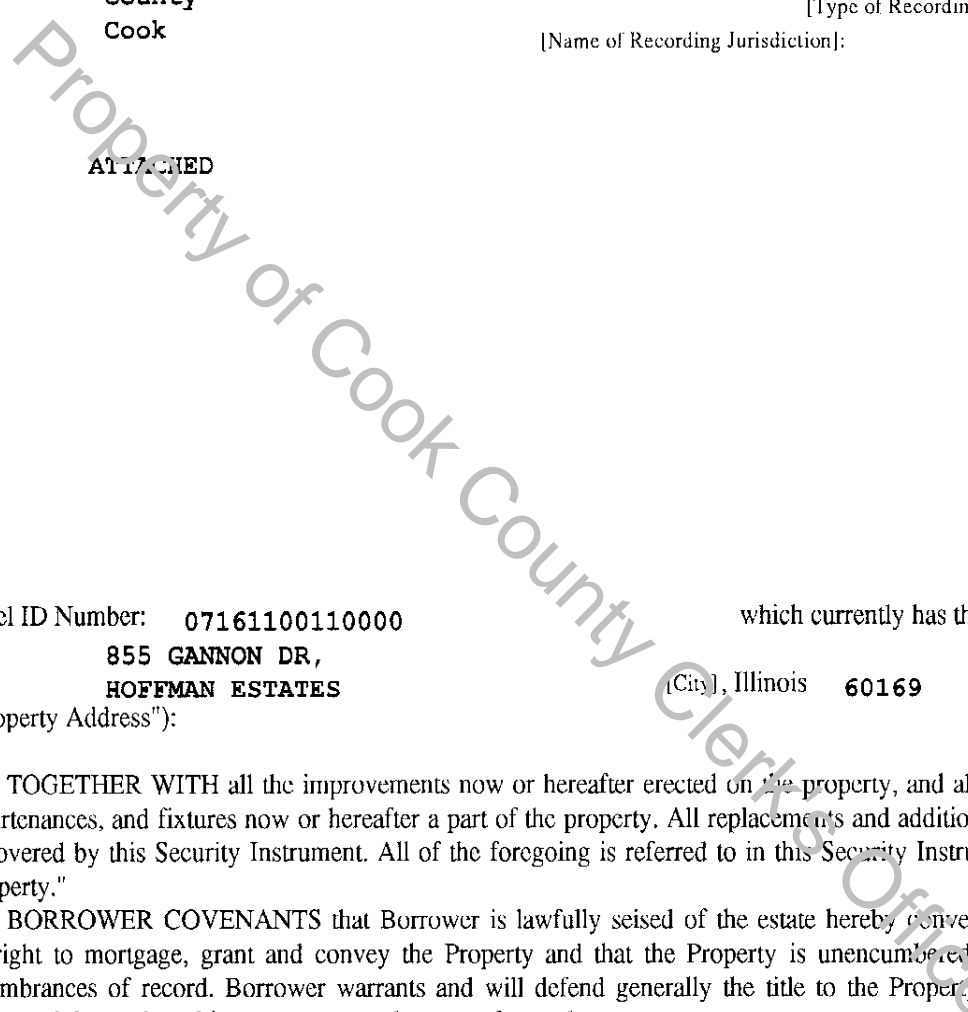 County
[Type of Recordin
Cook
[Name of Recording Jurisdiction]:
ATTACHED
el ID Number: 07161100110000 which currently has th
855 GANNON DR,
HOFFMAN ESTATES [City], Illinois 60169
operty Address"):
TOGETHER WITH all the improvements now or hereafter erected on the property, and al
rtenances, and fixtures now or hereafter a part of the property. All replacements and additio
overed by this Security Instrument. All of the foregoing is referred to in this Security Instru
perty."
BORROWER COVENANTS that Borrower is lawfully seised of the estate hereby conve
right to mortgage, grant and convey the Property and that the Property is unencumbered
mbrances of record. Borrower warrants and will defend generally the title to the Property
Property of Cook County Clerk's Office